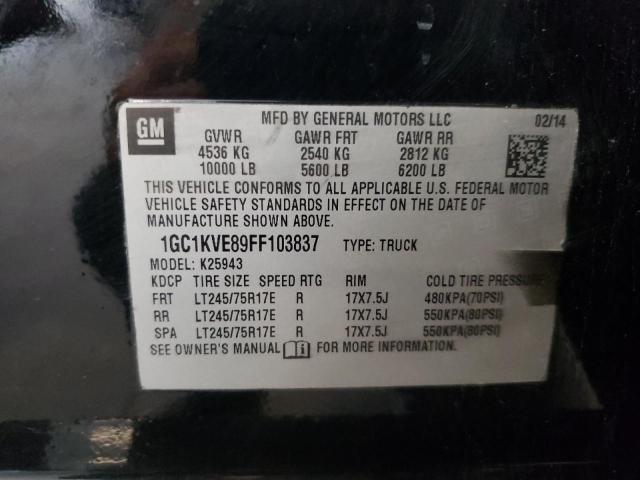 GM
MFD BY GENERAL MOTORS LLC 02/14
GVWR GAWR FRT GAWR RR
4536 KG 2540 KG 2812 KG
10000 LB 5600 LB 6200 LB
THIS VEHICLE CONFORMS TO ALL APPLICABLE U.S. FEDERAL MOTOR
VEHICLE SAFETY STANDARDS IN EFFECT ON THE DATE OF
MANUFACTURE SHOWN ABOVE.
1GC1KVE89FF103837 TYPE: TRUCK
MODEL: K25943
KDCP TIRE SIZE SPEED RTG RIM COLD TIRE PRESSURE
FRT LT245/75R17E R 17X7.5J 480KPA(70PSI)
RR LT245/75R17E R 17X7.5J 550KPA(80PSI)
SPA LT245/75R17E R 17X7.5J 550KPA(80PSI)
SEE OWNER'S MANUAL FOR MORE INFORMATION.